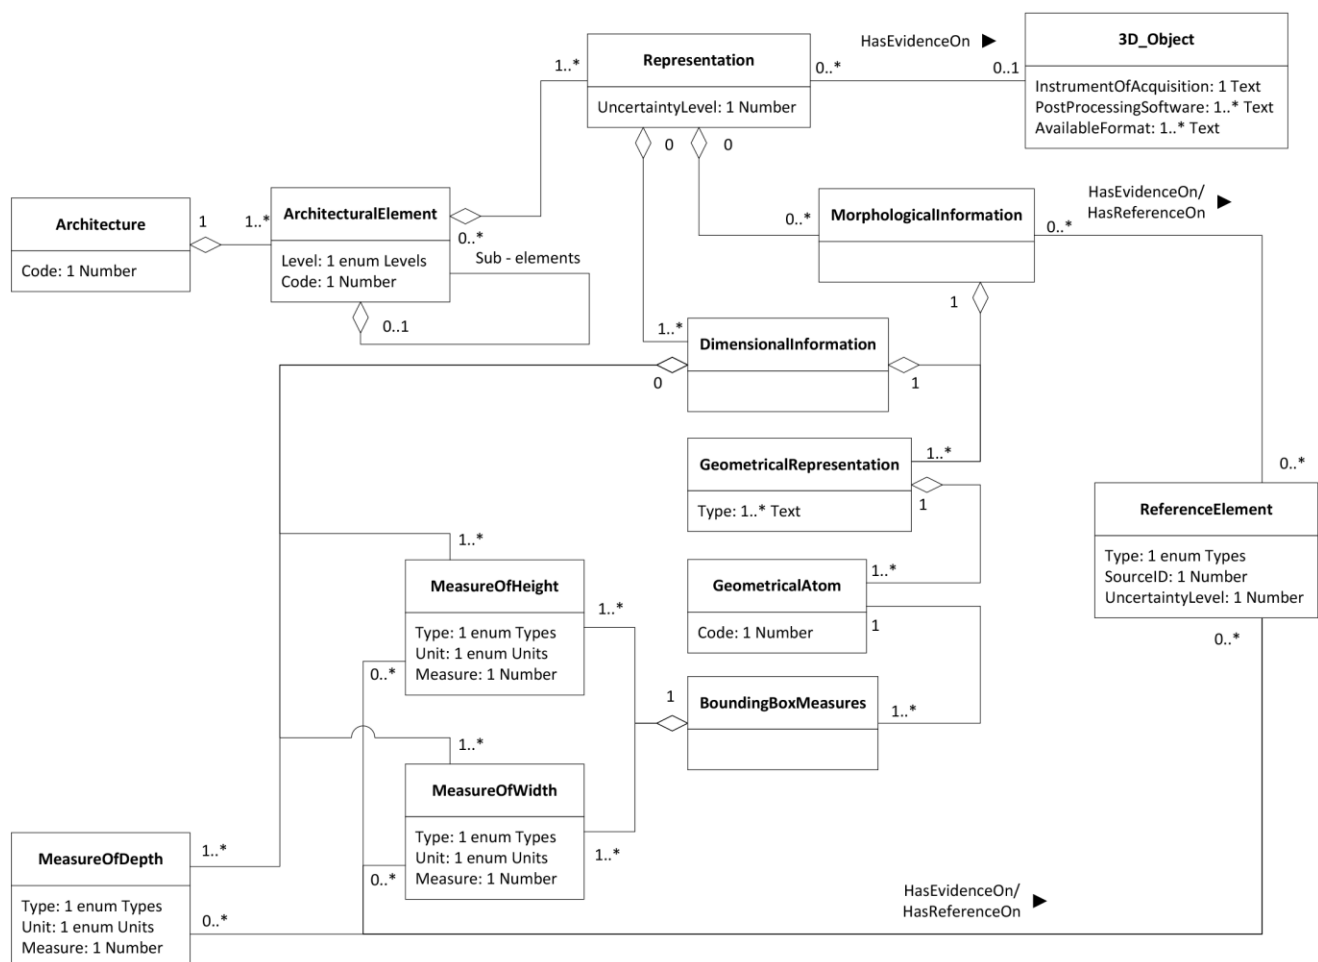 HasEvidenceOn ►
3D_Object
InstrumentOfAcquisition: 1 Text
PostProcessingSoftware: 1..* Text
AvailableFormat: 1..* Text
Representation
UncertaintyLevel: 1 Number
1..*
0..*
0..1
0
0
Architecture
Code: 1 Number
1
1..*
ArchitecturalElement
Level: 1 enum Levels
Code: 1 Number
0..*
Sub - elements
0..1
MorphologicalInformation
0..*
HasEvidenceOn/
HasReferenceOn ►
0..*
1
1..*
DimensionalInformation
0
1
GeometricalRepresentation
Type: 1..* Text
1..*
1
0..*
ReferenceElement
Type: 1 enum Types
SourceID: 1 Number
UncertaintyLevel: 1 Number
0..*
1..*
MeasureOfHeight
Type: 1 enum Types
Unit: 1 enum Units
Measure: 1 Number
1..*
0..*
GeometricalAtom
Code: 1 Number
1..*
1
BoundingBoxMeasures
1
1..*
1..*
MeasureOfWidth
Type: 1 enum Types
Unit: 1 enum Units
Measure: 1 Number
1..*
0..*
MeasureOfDepth
Type: 1 enum Types
Unit: 1 enum Units
Measure: 1 Number
1..*
0..*
HasEvidenceOn/
HasReferenceOn ►